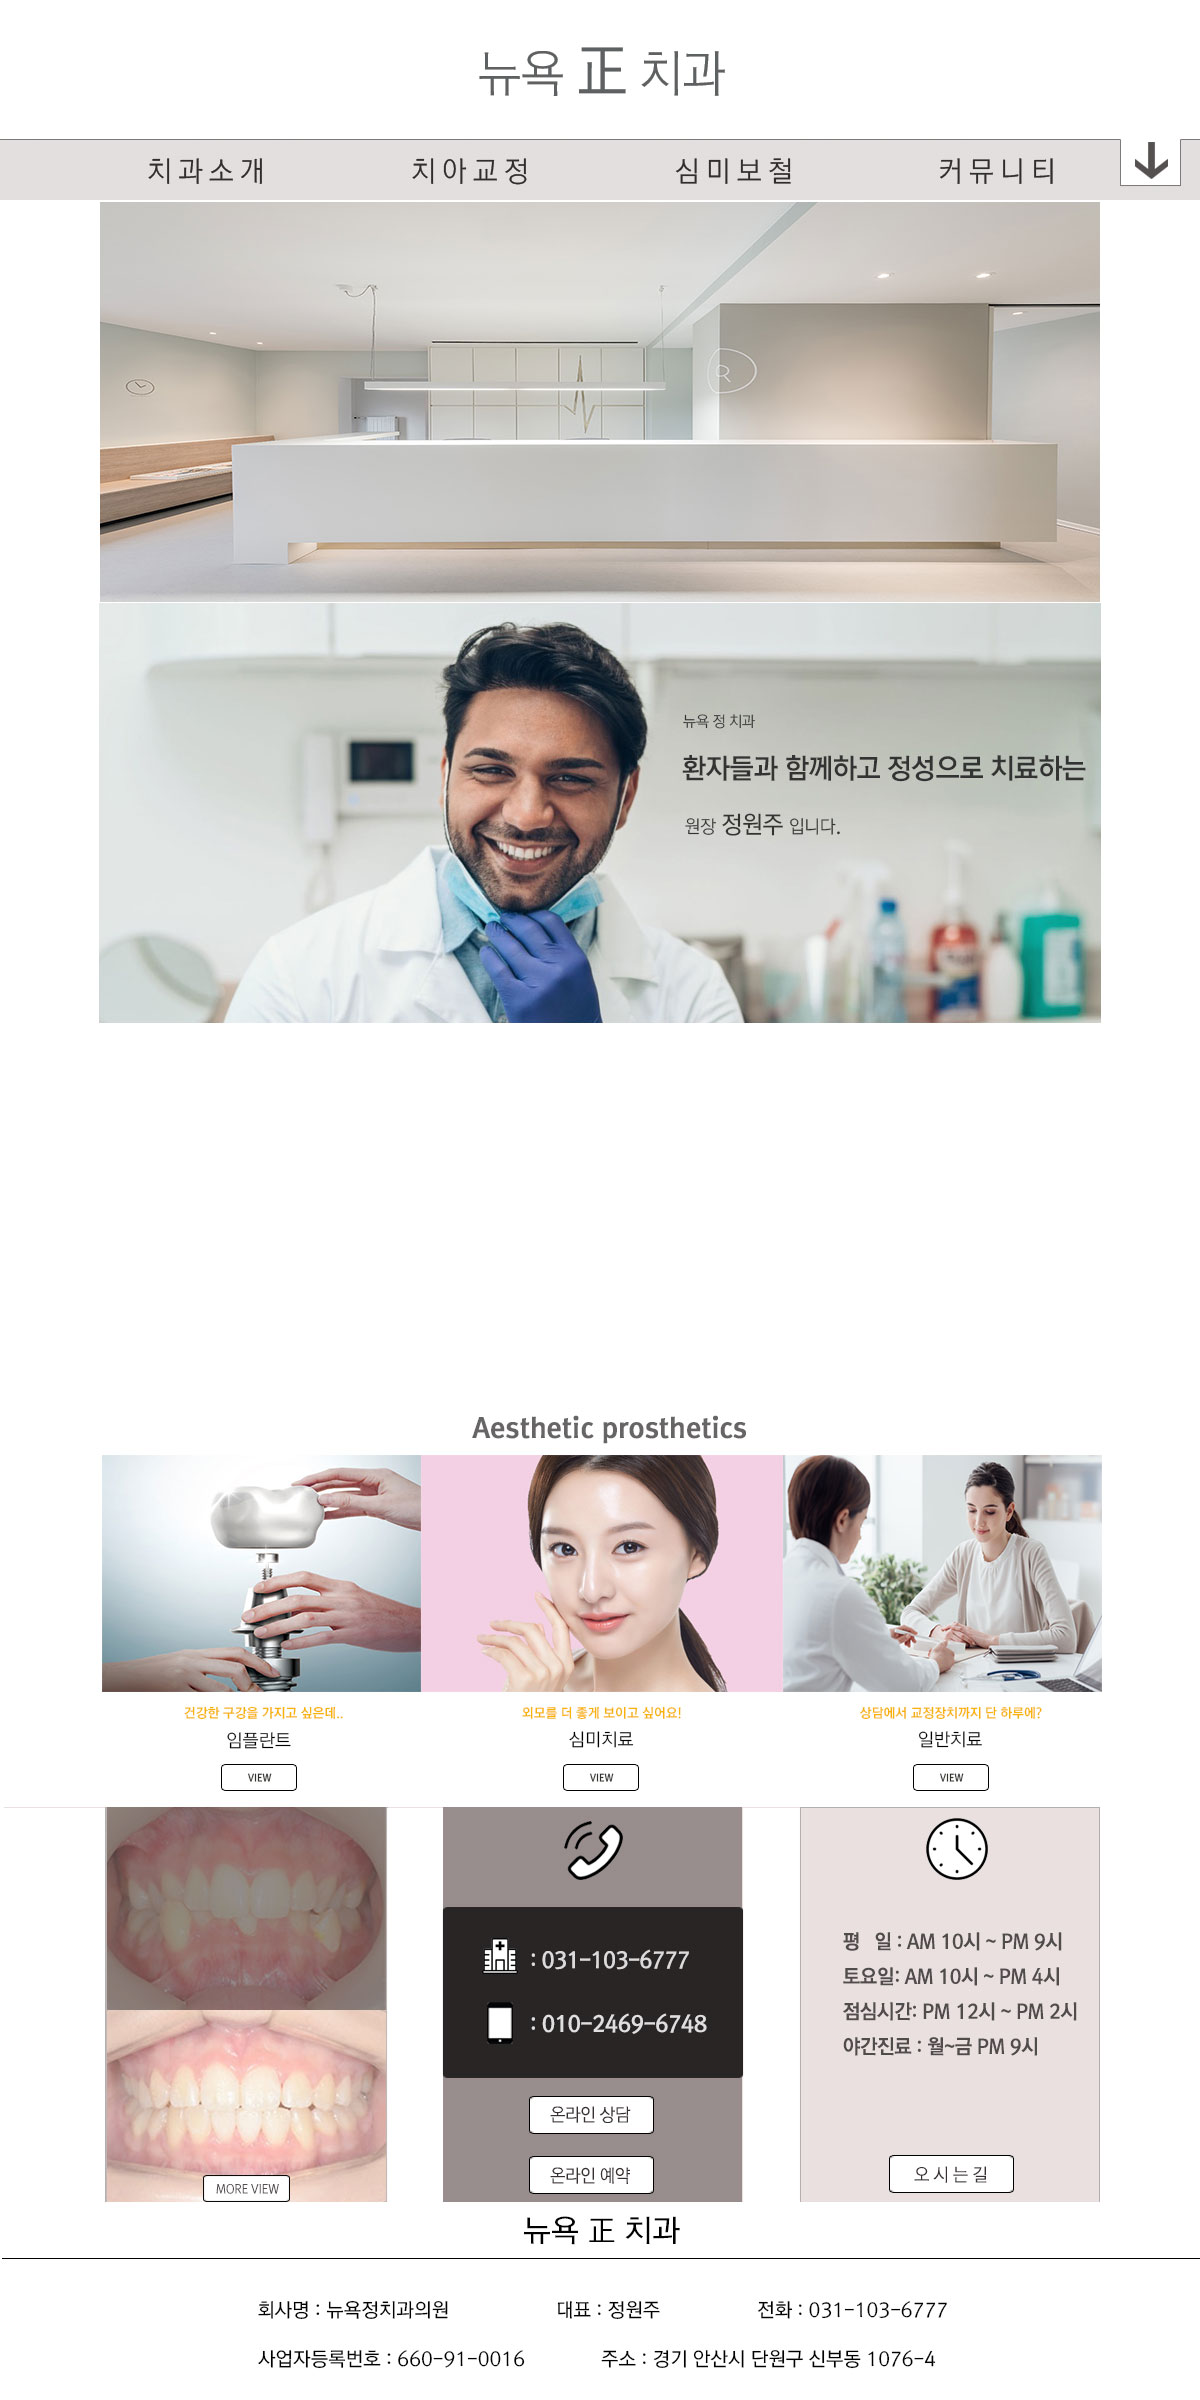 뉴욕 正 치과
치과소개 치아교정 심미보철 커뮤니티
뉴욕 정 치과
환자들과 함께하고 정성으로 치료하는
원장 정원주 입니다.
Aesthetic prosthetics
건강한 구강을 가지고 싶은데.. 외모를 더 좋게 보이고 싶어요! 상담에서 교정장치까지 단 하루에?
임플란트 심미치료 일반치료
VIEW VIEW VIEW
: 031-103-6777
: 010-2469-6748
온라인 상담
온라인 예약
평 일 : AM 10시 ~ PM 9시
토요일: AM 10시 ~ PM 4시
점심시간: PM 12시 ~ PM 2시
야간진료 : 월~금 PM 9시
오시는길
MORE VIEW
뉴욕 正 치과
회사명 : 뉴욕정치과의원 대표 : 정원주 전화 : 031-103-6777
사업자등록번호 : 660-91-0016 주소 : 경기 안산시 단원구 신부동 1076-4